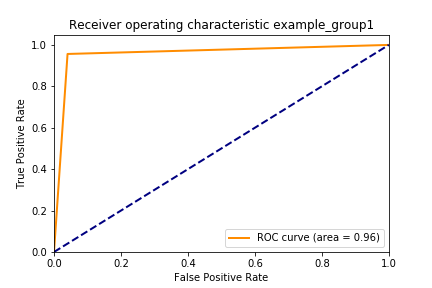 Receiver operating characteristic example_group1
True Positive Rate
1.0
0.8
0.6
0.4
0.2
0.0
ROC curve (area = 0.96)
0.0 0.2 0.4 0.6 0.8 1.0
False Positive Rate